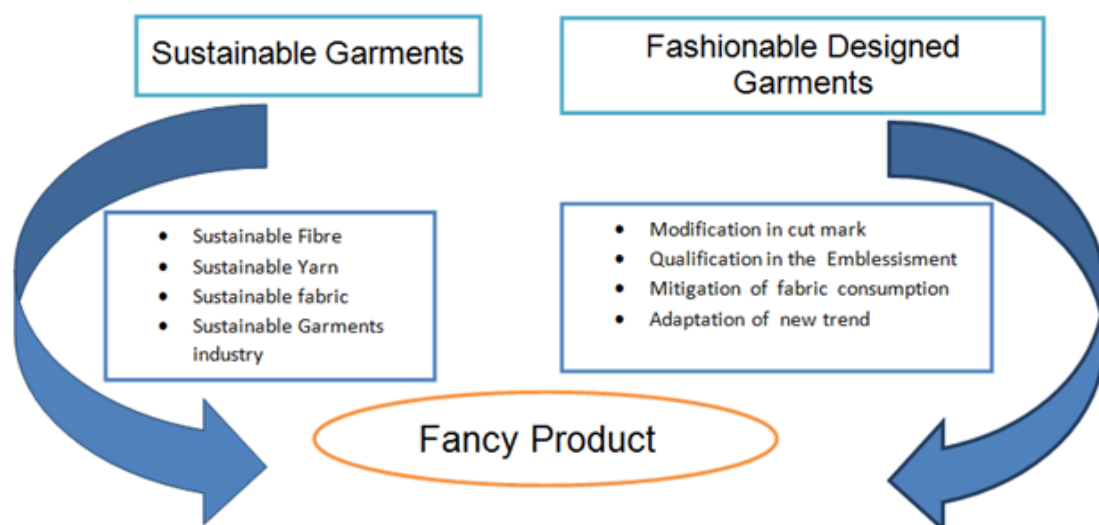 Sustainable Garments
Fashionable Designed
Garments
• Sustainable Fibre
• Sustainable Yarn
• Sustainable fabric
• Sustainable Garments
industry
• Modification in cut mark
• Qualification in the Emblessisment
• Mitigation of fabric consumption
• Adaptation of new trend
Fancy Product